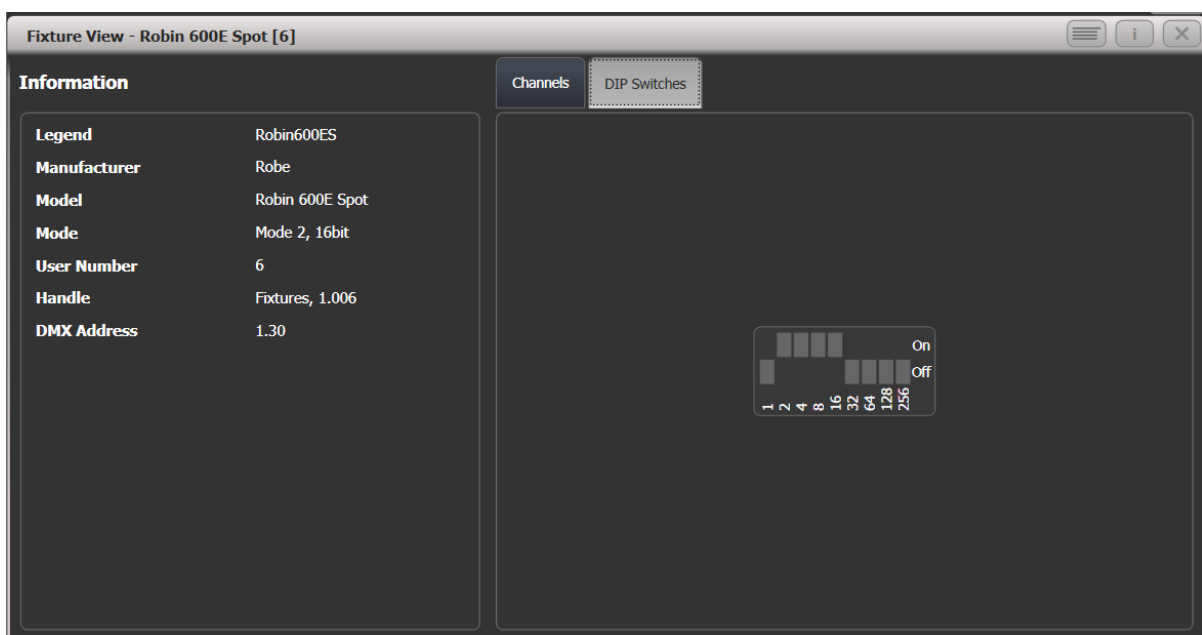 Fixture View - Robin 600E Spot [6]
i
Information
Channels
DIP Switches
Legend Robin600ES
Manufacturer Robe
Model Robin 600E Spot
Mode Mode 2, 16bit
User Number 6
Handle Fixtures, 1.006
DMX Address 1.30
On
Off
1 2 4 8 16 32 64 128 256